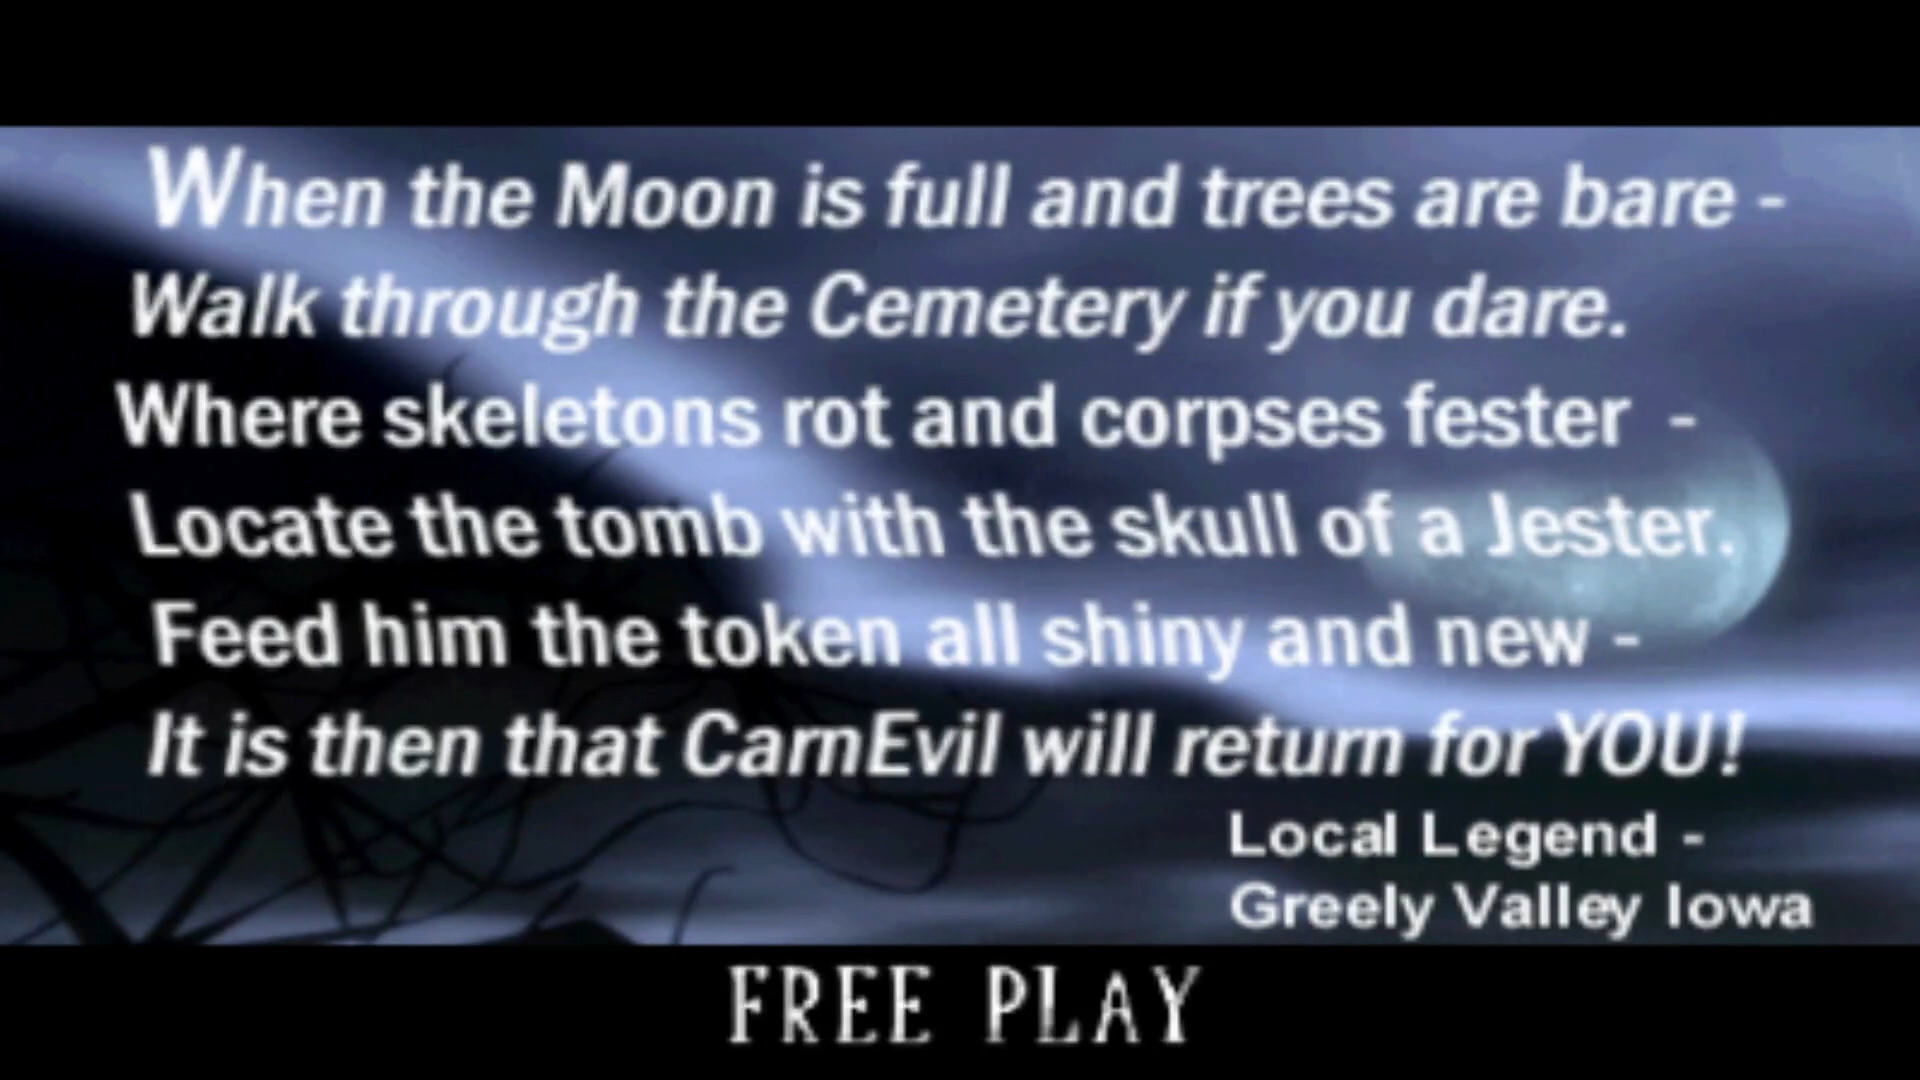 When the Moon is full and trees are bare -
Walk through the Cemetery if you dare.
Where skeletons rot and corpses fester -
Locate the tomb with the skull of a Jester.
Feed him the token all shiny and new -
It is then that CarnEvil will return for YOU!
Local Legend -
Greely Valley Iowa
FREE PLAY